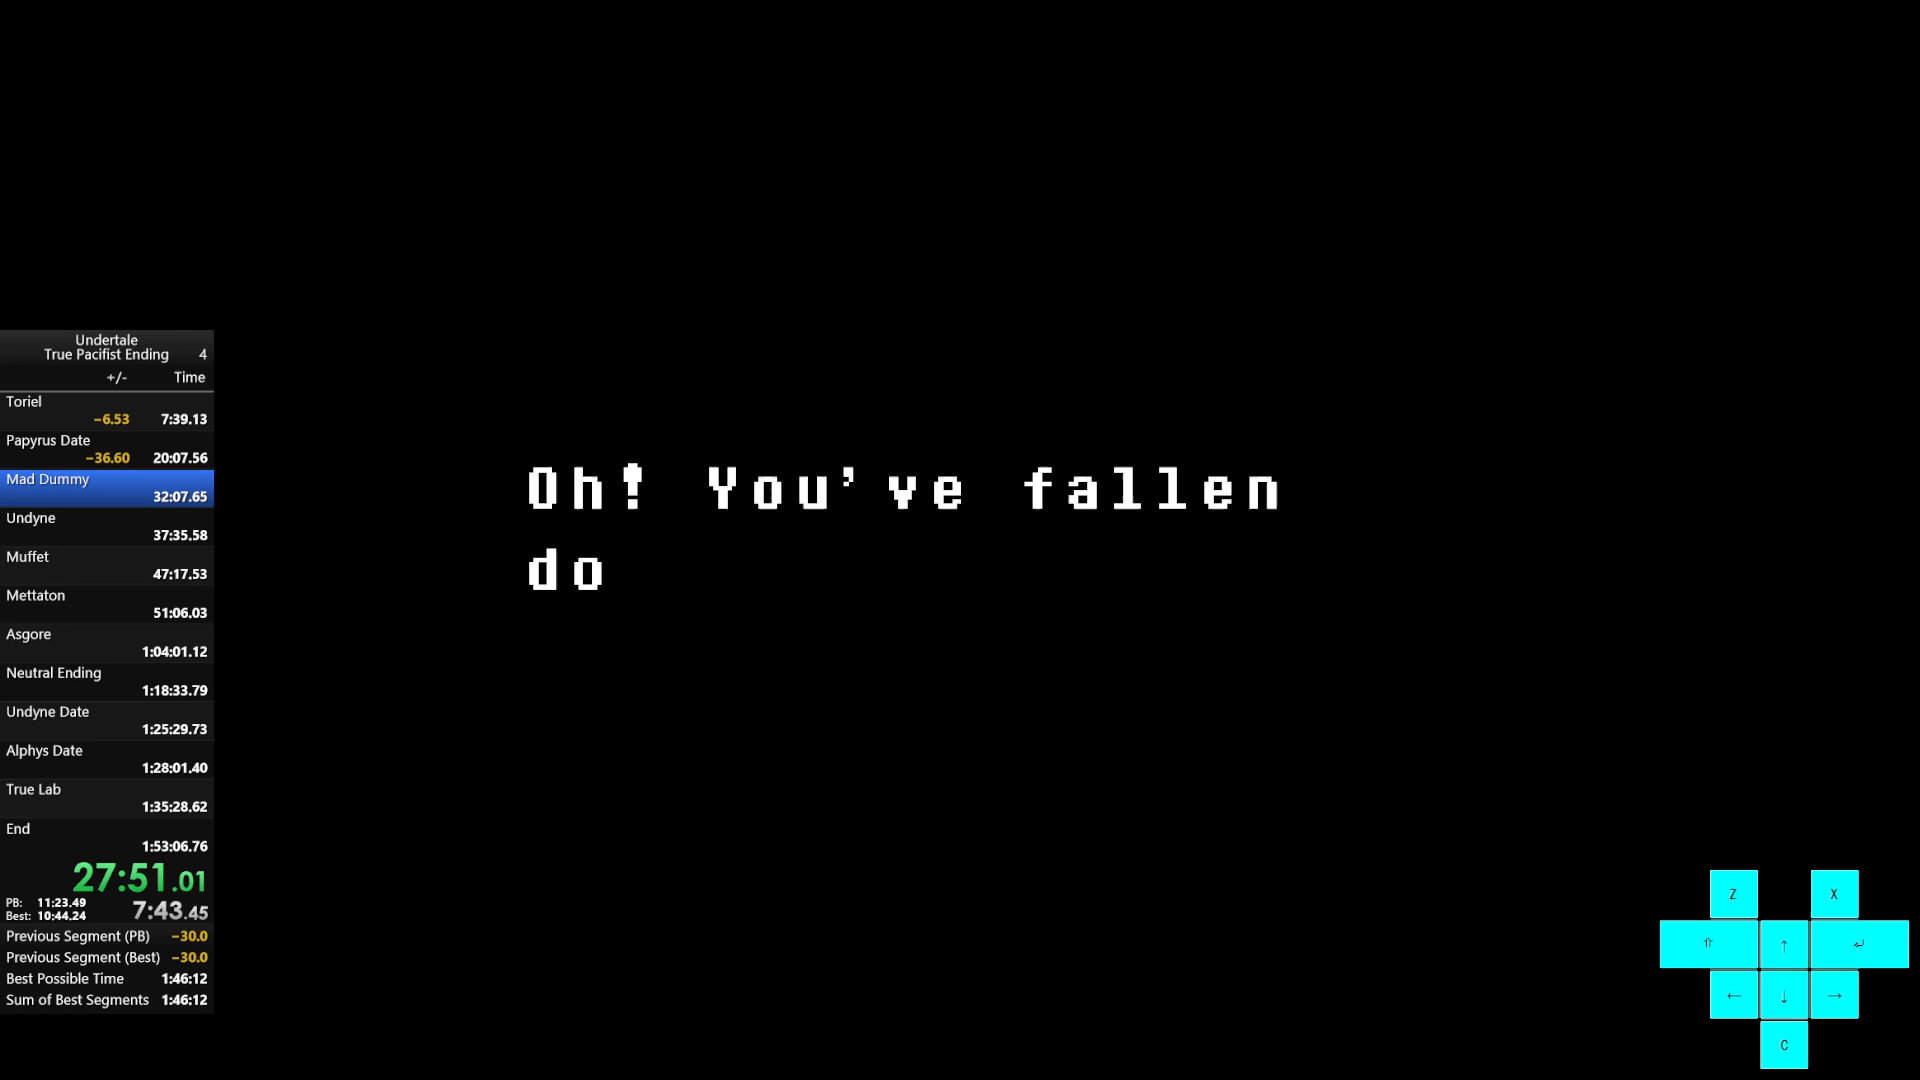 Undertale
True Pacifist Ending 4
+/- Time
Toriel
−6.53 7:39.13
Papyrus Date
−36.60 20:07.56
Mad Dummy
32:07.65
Undyne
37:35.58
Muffet
47:17.53
Mettaton
51:06.03
Asgore
1:04:01.12
Neutral Ending
1:18:33.79
Undyne Date
1:25:29.73
Alphys Date
1:28:01.40
True Lab
1:35:28.62
End
1:53:06.76
27:51.01
PB: 11:23.49
Best: 10:44.24
7:43.45
Previous Segment (PB) −30.0
Previous Segment (Best) −30.0
Best Possible Time 1:46:12
Sum of Best Segments 1:46:12
Oh! You've fallen
do
Z X
⇧ ↑ ⏎
← ↓ →
C